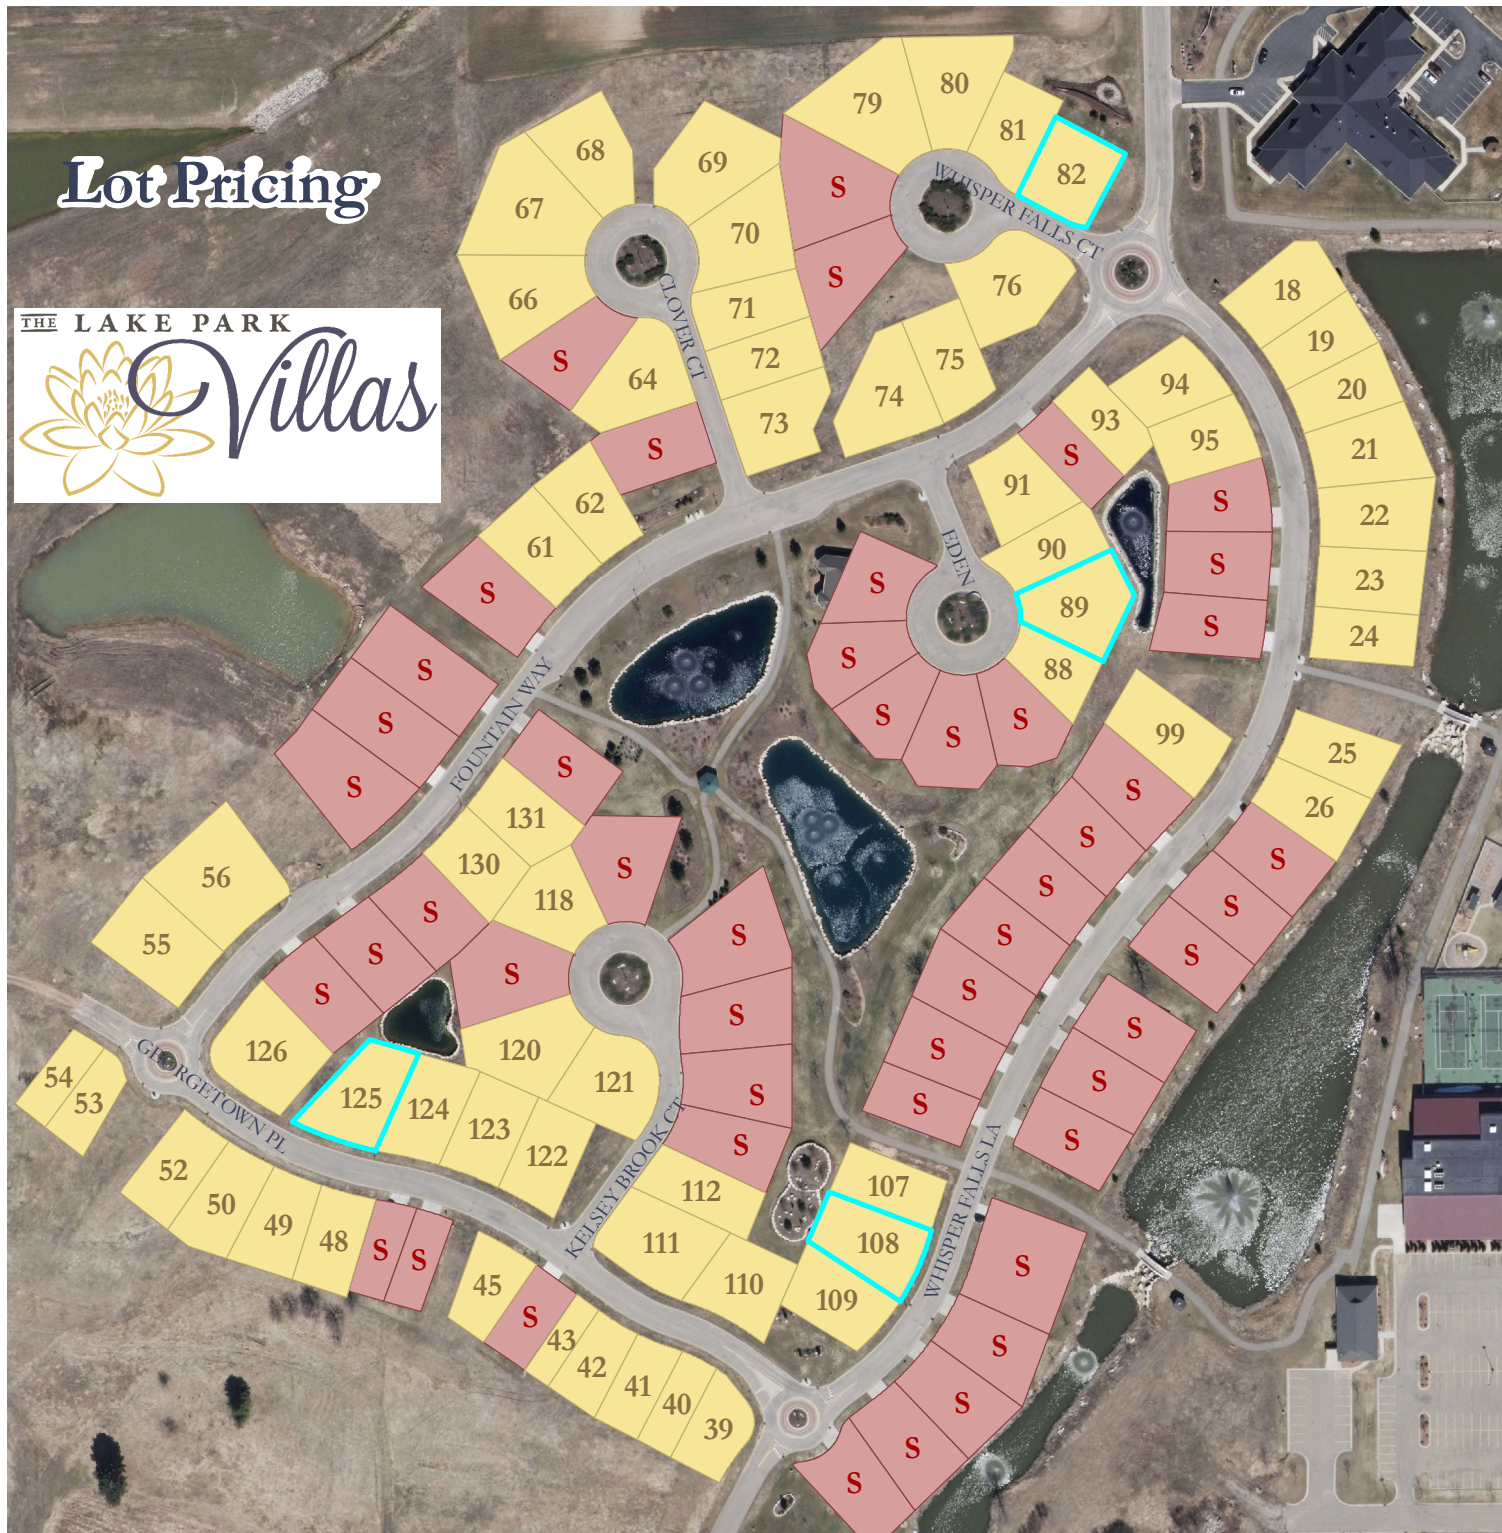 Lot Pricing
THE LAKE PARK
Villas
80
79
81
82
68
69
67
70
66
71
72
64
73
S
S
S
S
76
75
74
18
19
20
21
22
23
24
94
93
95
S
91
90
89
88
S
S
S
S
S
S
S
S
62
61
S
S
S
S
WHISPER FALLS CT
CLOVER CT
EDEN
FOUNTAIN WAY
99
25
26
S
S
S
S
S
S
S
S
S
S
S
S
S
S
131
130
118
S
S
S
S
S
S
56
55
126
125
124
123
122
120
121
S
S
S
S
54
53
52
50
49
48
S
S
GEORGETOWN PL
KELSEY BROOK CT
WHISPER FALLS LA
112
111
110
107
108
109
45
S
43
42
41
40
39
S
S
S
S
S